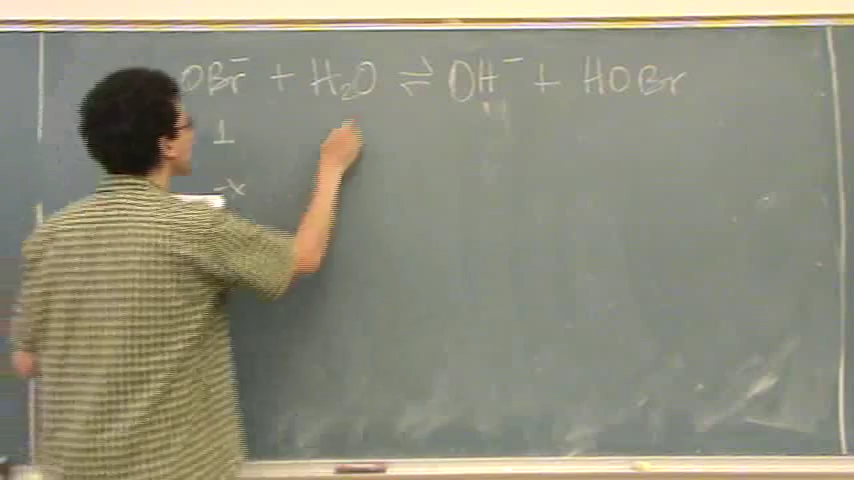 OBr⁻ + H₂O ⇌ OH⁻ + HOBr
1
-x